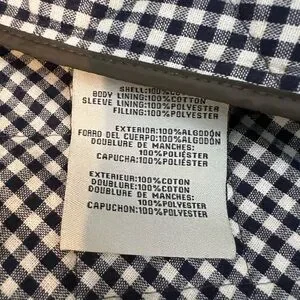 SHELL:100%COTTON
BODY LINING:100%COTTON
SLEEVE LINING:100%POLYESTER
FILLING:100%POLYESTER
EXTERIOR:100%ALGODÓN
FORRO DEL CUERPO:100%ALGODÓN
DOUBLURE DE MANCHES:
100%POLIÉSTER
CAPUCHA:100%POLYESTER
EXTERIEUR:100%COTON
DOUBLURE:100%COTON
DOUBLURE DE MANCHES:
100%POLYESTER
CAPUCHON:100%POLYESTER